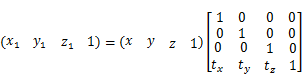 (x₁ y₁ z₁ 1) = (x y z 1) [1 0 0 0
0 1 0 0
0 0 1 0
tₓ t_y t_z 1]